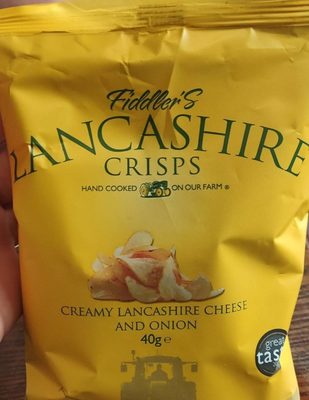 Fiddler's
LANCASHIRE
CRISPS
HAND COOKED ON OUR FARM ®
CREAMY LANCASHIRE CHEESE
AND ONION
40g e
great
taste